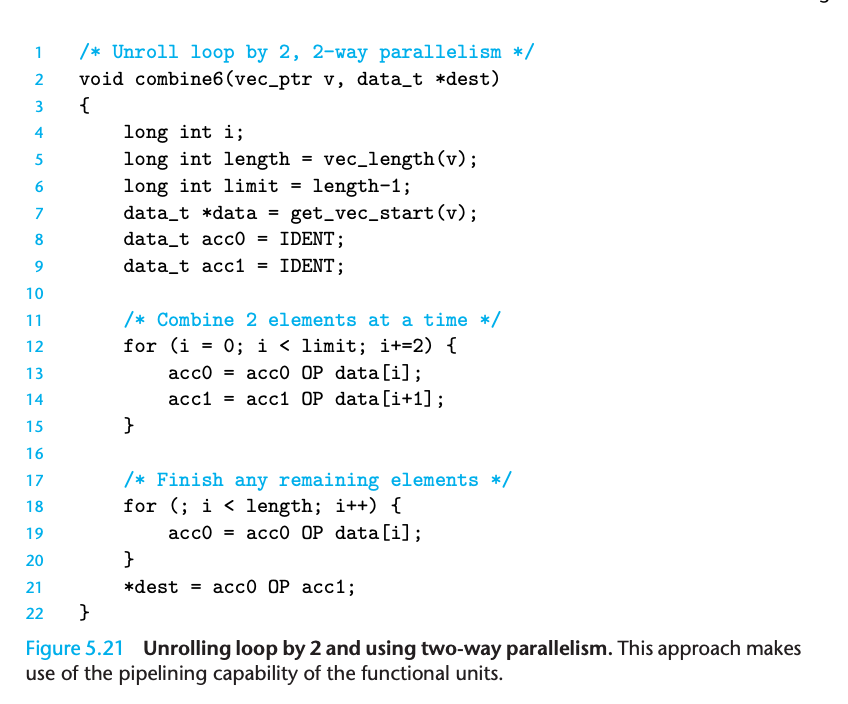 1 /* Unroll loop by 2, 2-way parallelism */
2 void combine6(vec_ptr v, data_t *dest)
3 {
4 long int i;
5 long int length = vec_length(v);
6 long int limit = length-1;
7 data_t *data = get_vec_start(v);
8 data_t acc0 = IDENT;
9 data_t acc1 = IDENT;
10
11 /* Combine 2 elements at a time */
12 for (i = 0; i < limit; i+=2) {
13 acc0 = acc0 OP data[i];
14 acc1 = acc1 OP data[i+1];
15 }
16
17 /* Finish any remaining elements */
18 for (; i < length; i++) {
19 acc0 = acc0 OP data[i];
20 }
21 *dest = acc0 OP acc1;
22 }
Figure 5.21 Unrolling loop by 2 and using two-way parallelism. This approach makes
use of the pipelining capability of the functional units.